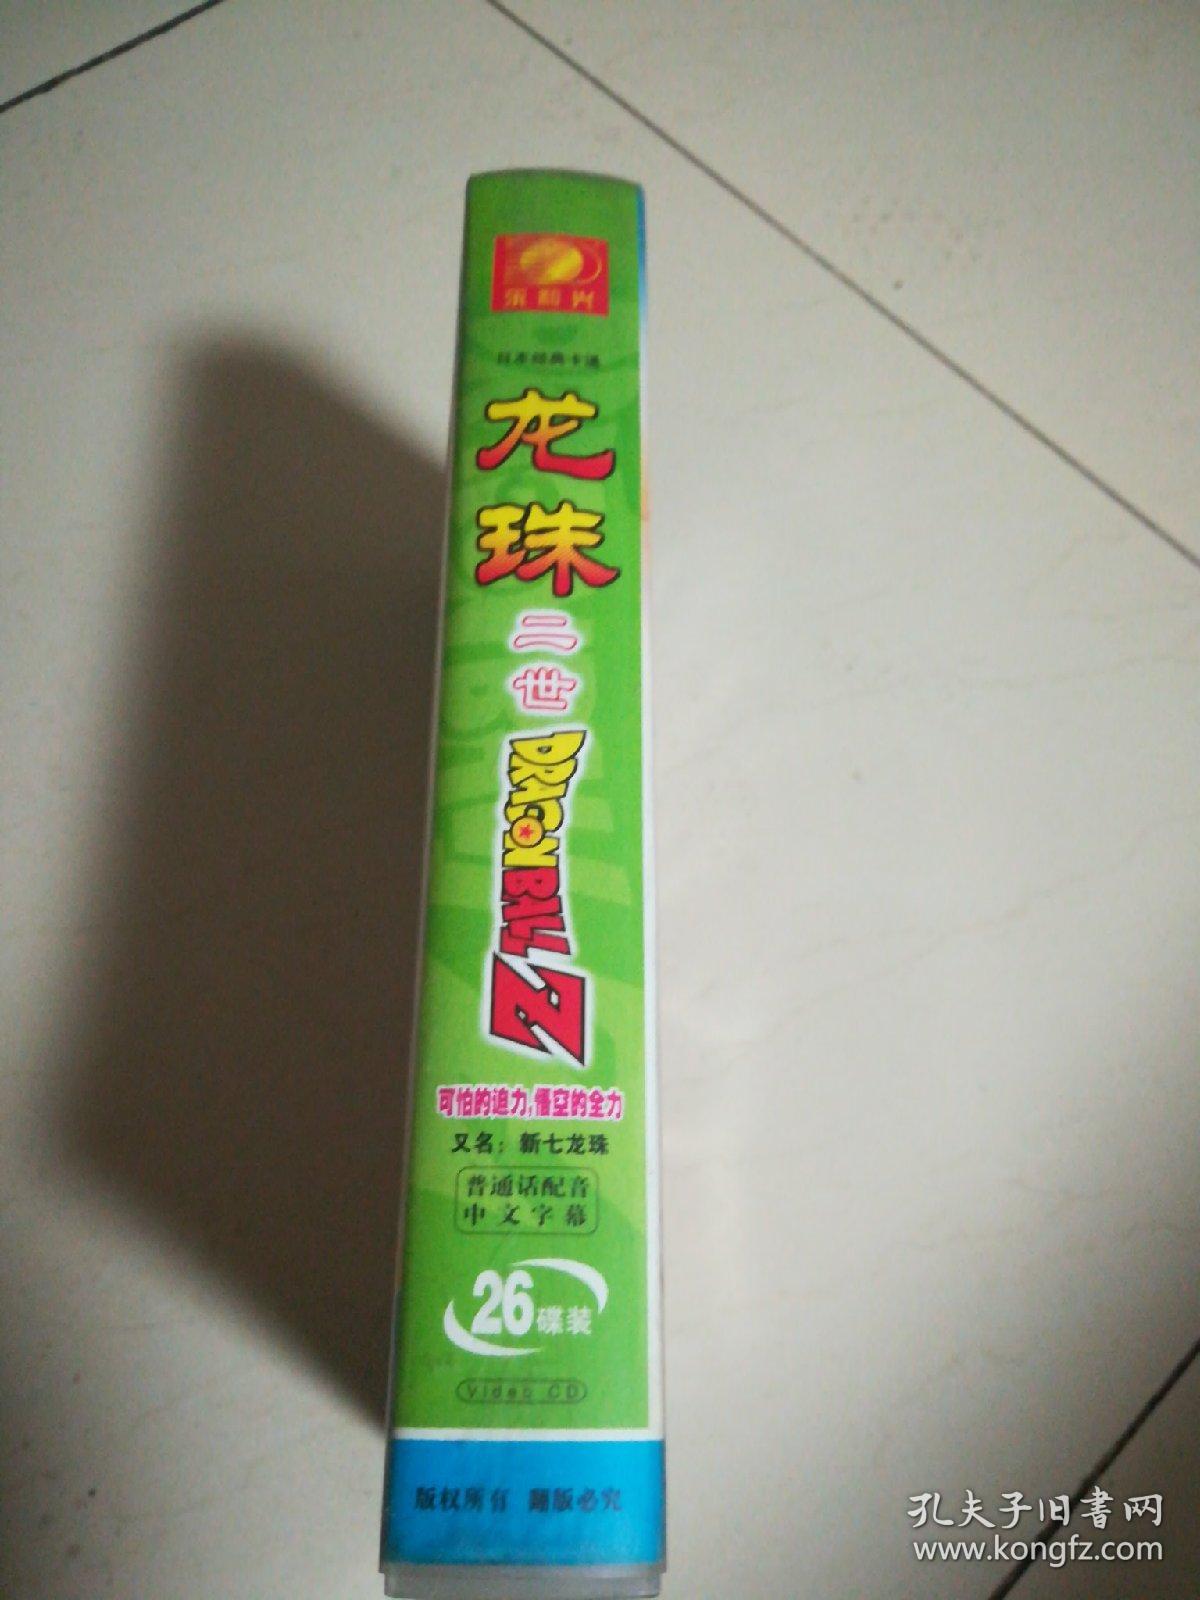 日本经典卡通
龙珠
二世
DRAGON BALL Z
可怕的迫力,悟空的全力
又名：新七龙珠
普通话配音
中文字幕
26碟装
Video CD
版权所有 翻版必究
孔夫子旧书网
www.kongfz.com